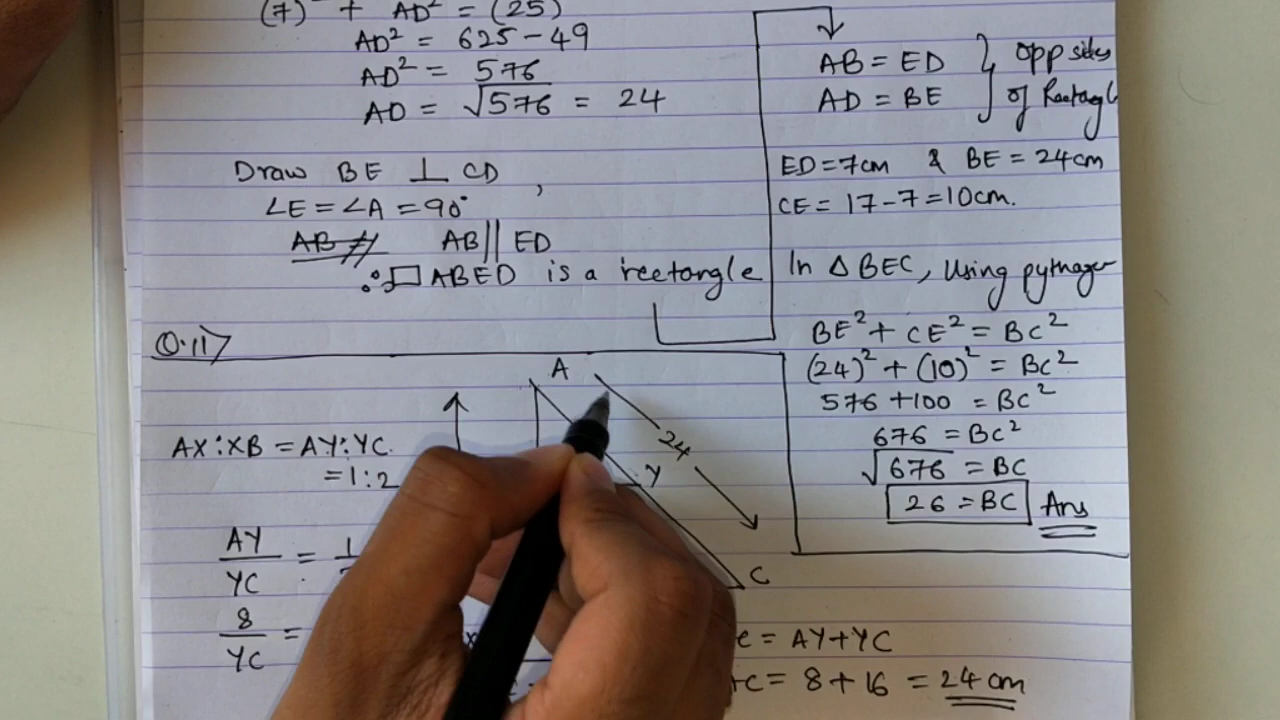 (7)² + AD² = (25)
AD² = 625-49
AD² = 576
AD = √576 = 24
Draw BE ⊥ CD ,
∠E = ∠A = 90°
AB // AB || ED
∴ □ ABED is a rectangle
AB = ED } opp sides
AD = BE } of Rectangl
ED = 7cm & BE = 24cm
CE = 17-7 = 10cm.
In △ BEC, Using pythagor
BE² + CE² = BC²
(24)² + (10)² = BC²
576 + 100 = BC²
676 = BC²
√676 = BC
26 = BC Ans
Q.11>
A
24
Y
C
AX:XB = AY:YC.
= 1:2
AY/YC = 1
8/YC =
= AY+YC
C = 8 + 16 = 24 cm